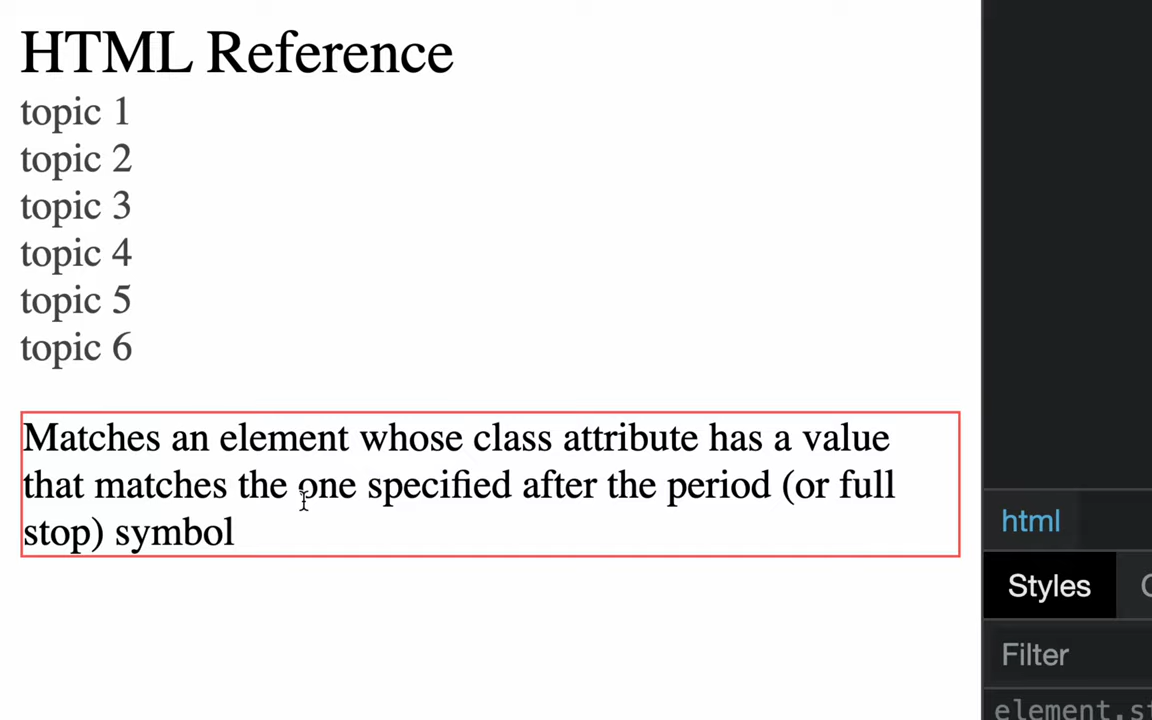 HTML Reference
topic 1
topic 2
topic 3
topic 4
topic 5
topic 6
Matches an element whose class attribute has a value
that matches the one specified after the period (or full
stop) symbol
html
Styles
Filter